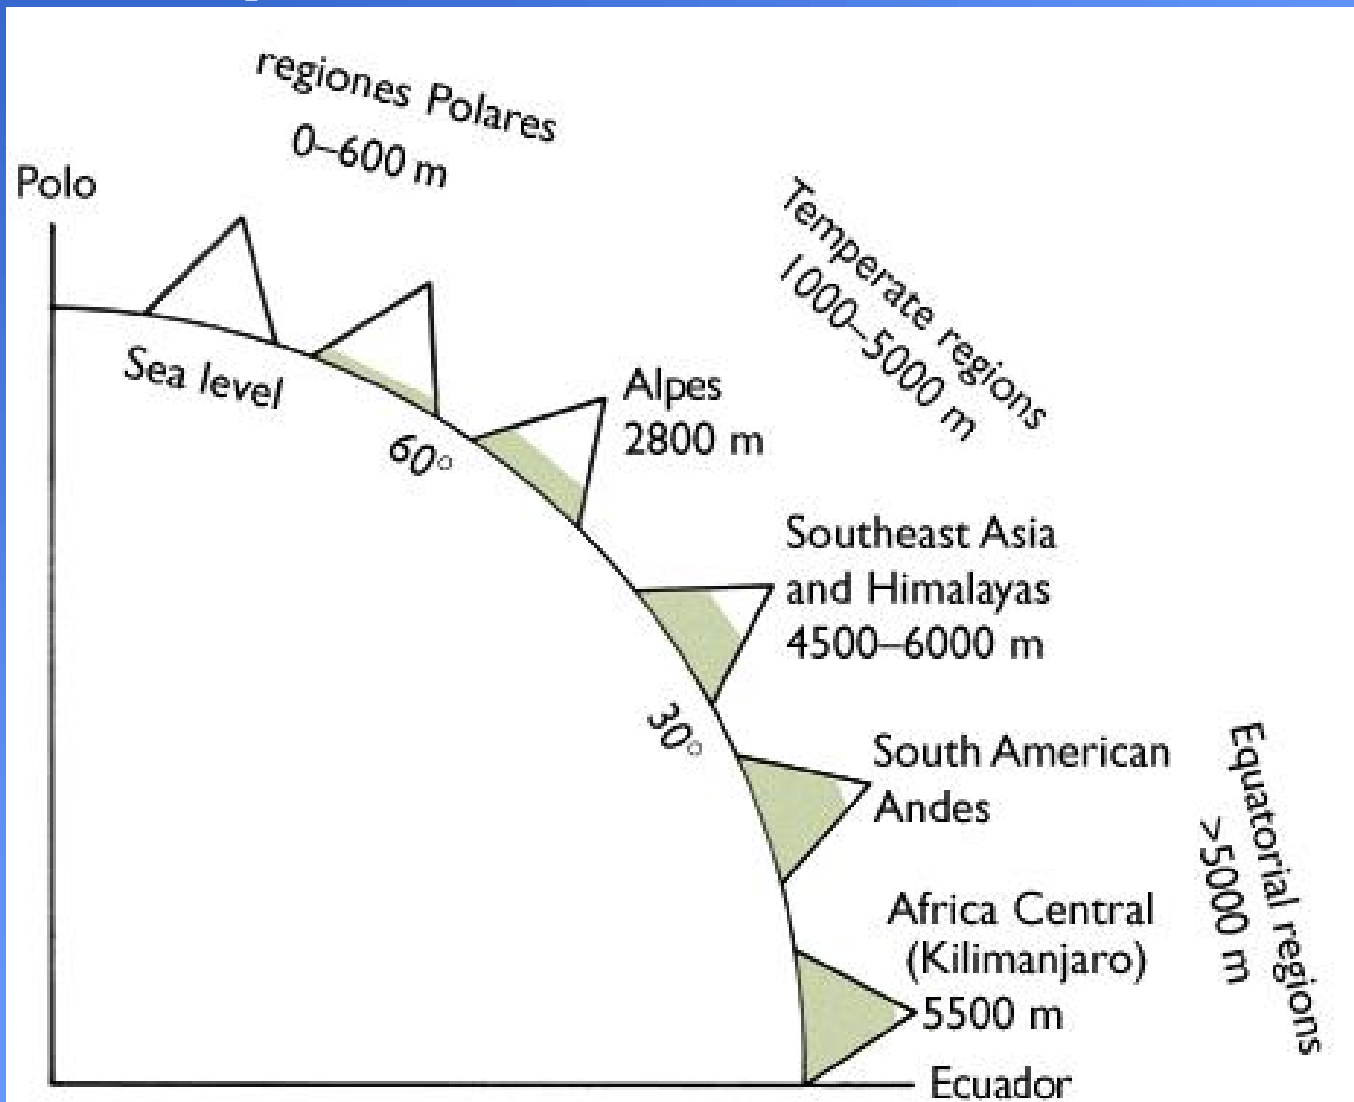 regiones Polares
0–600 m
Polo
Temperate regions
1000–5000 m
Sea level
60°
Alpes
2800 m
Southeast Asia
and Himalayas
4500–6000 m
30°
South American
Andes
Equatorial regions
>5000 m
Africa Central
(Kilimanjaro)
5500 m
Ecuador